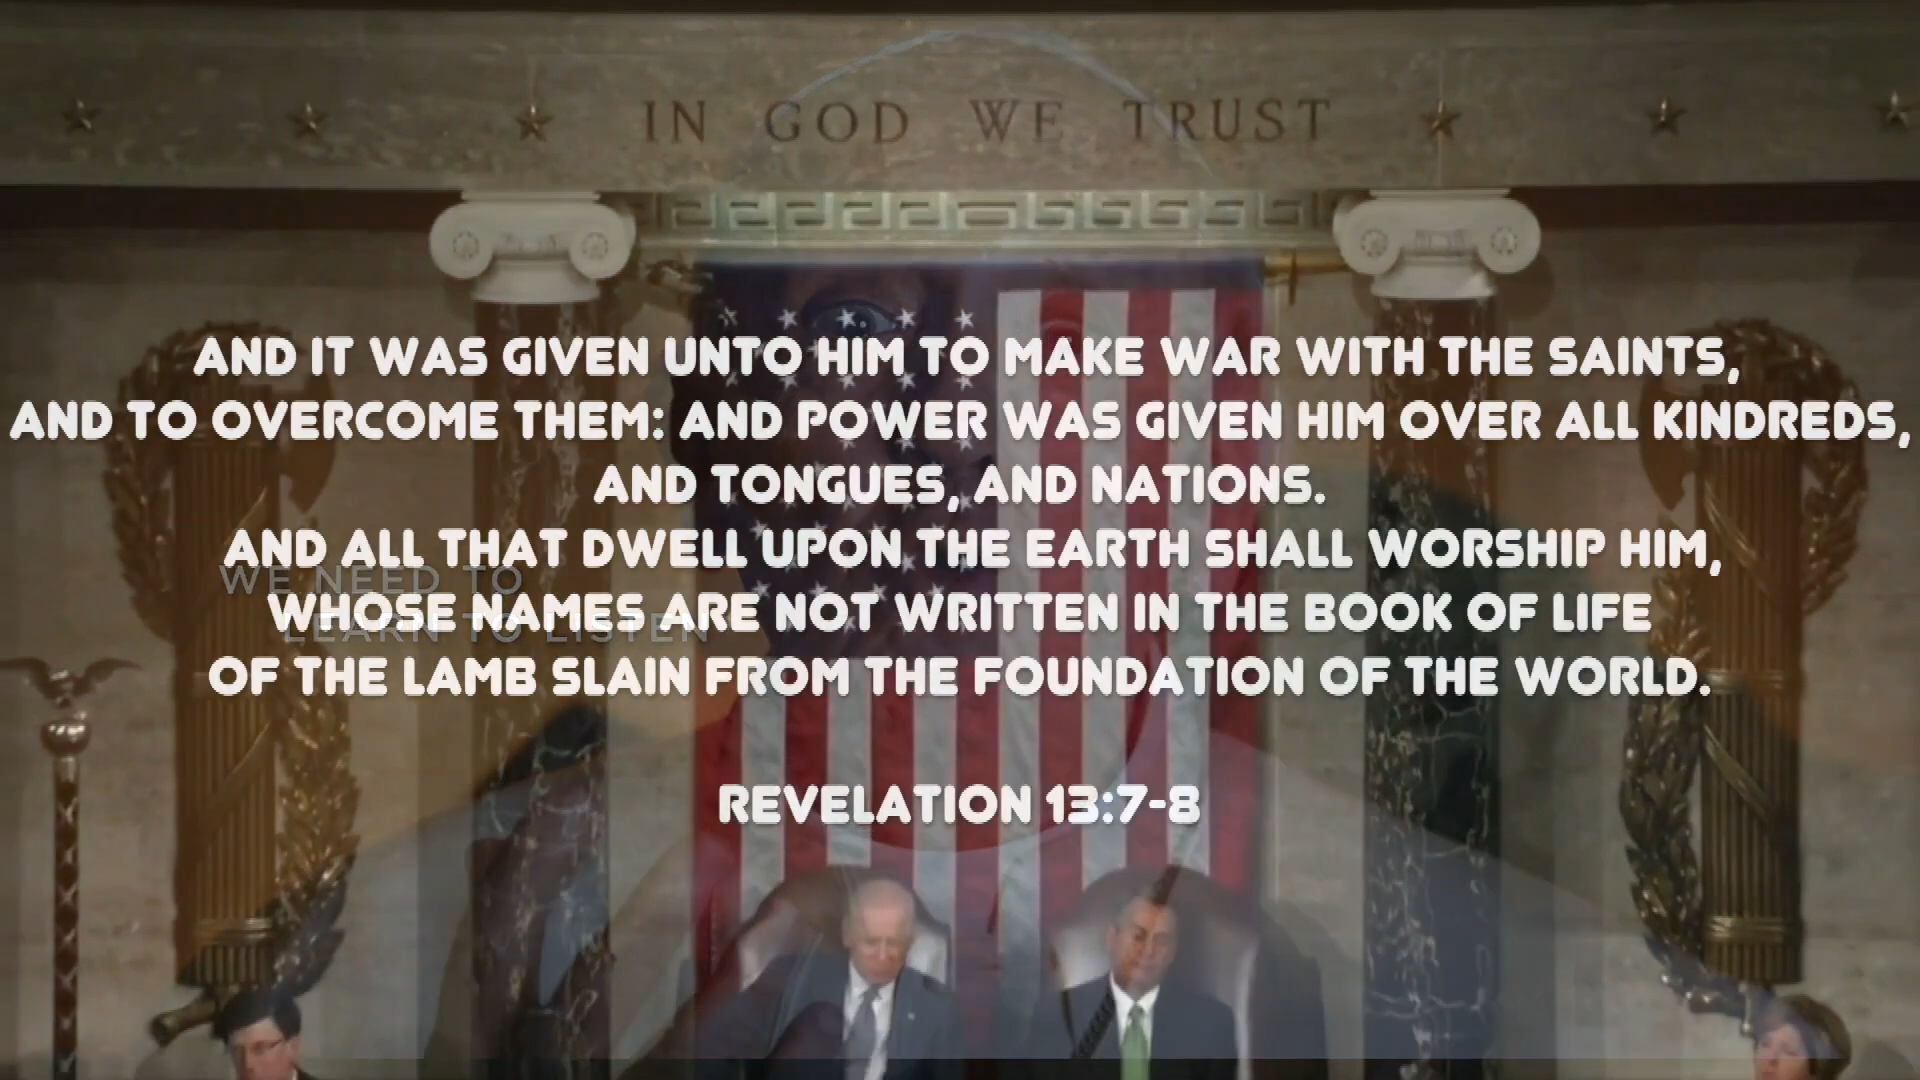 IN GOD WE TRUST
AND IT WAS GIVEN UNTO HIM TO MAKE WAR WITH THE SAINTS,
AND TO OVERCOME THEM: AND POWER WAS GIVEN HIM OVER ALL KINDREDS,
AND TONGUES, AND NATIONS.
AND ALL THAT DWELL UPON THE EARTH SHALL WORSHIP HIM,
WE NEED TO
WHOSE NAMES ARE NOT WRITTEN IN THE BOOK OF LIFE
LEARN TO LISTEN
OF THE LAMB SLAIN FROM THE FOUNDATION OF THE WORLD.
REVELATION 13:7-8